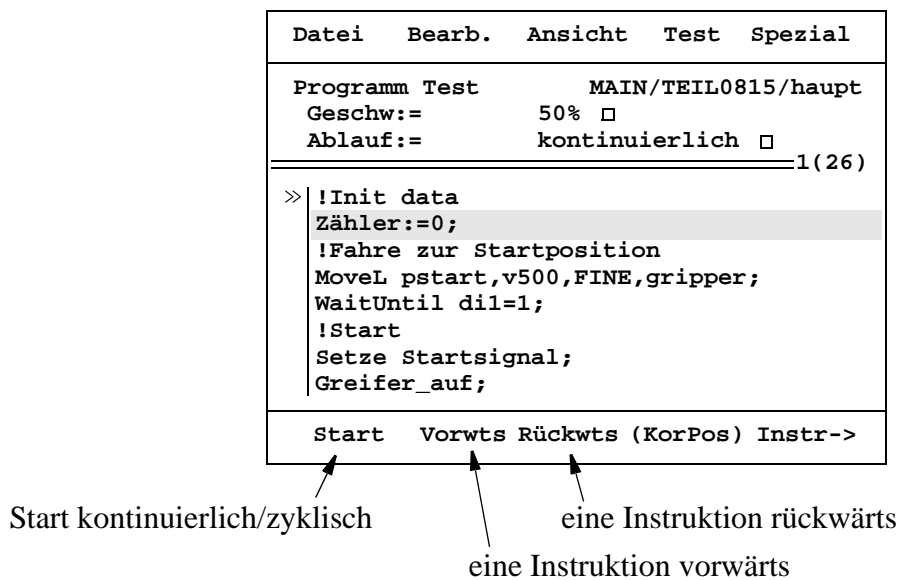 Datei Bearb. Ansicht Test Spezial
Programm Test MAIN/TEIL0815/haupt
Geschw:= 50%
Ablauf:= kontinuierlich
1(26)
» !Init data
Zähler:=0;
!Fahre zur Startposition
MoveL pstart,v500,FINE,gripper;
WaitUntil di1=1;
!Start
Setze Startsignal;
Greifer_auf;
Start Vorwts Rückwts (KorPos) Instr->
Start kontinuierlich/zyklisch eine Instruktion rückwärts
eine Instruktion vorwärts